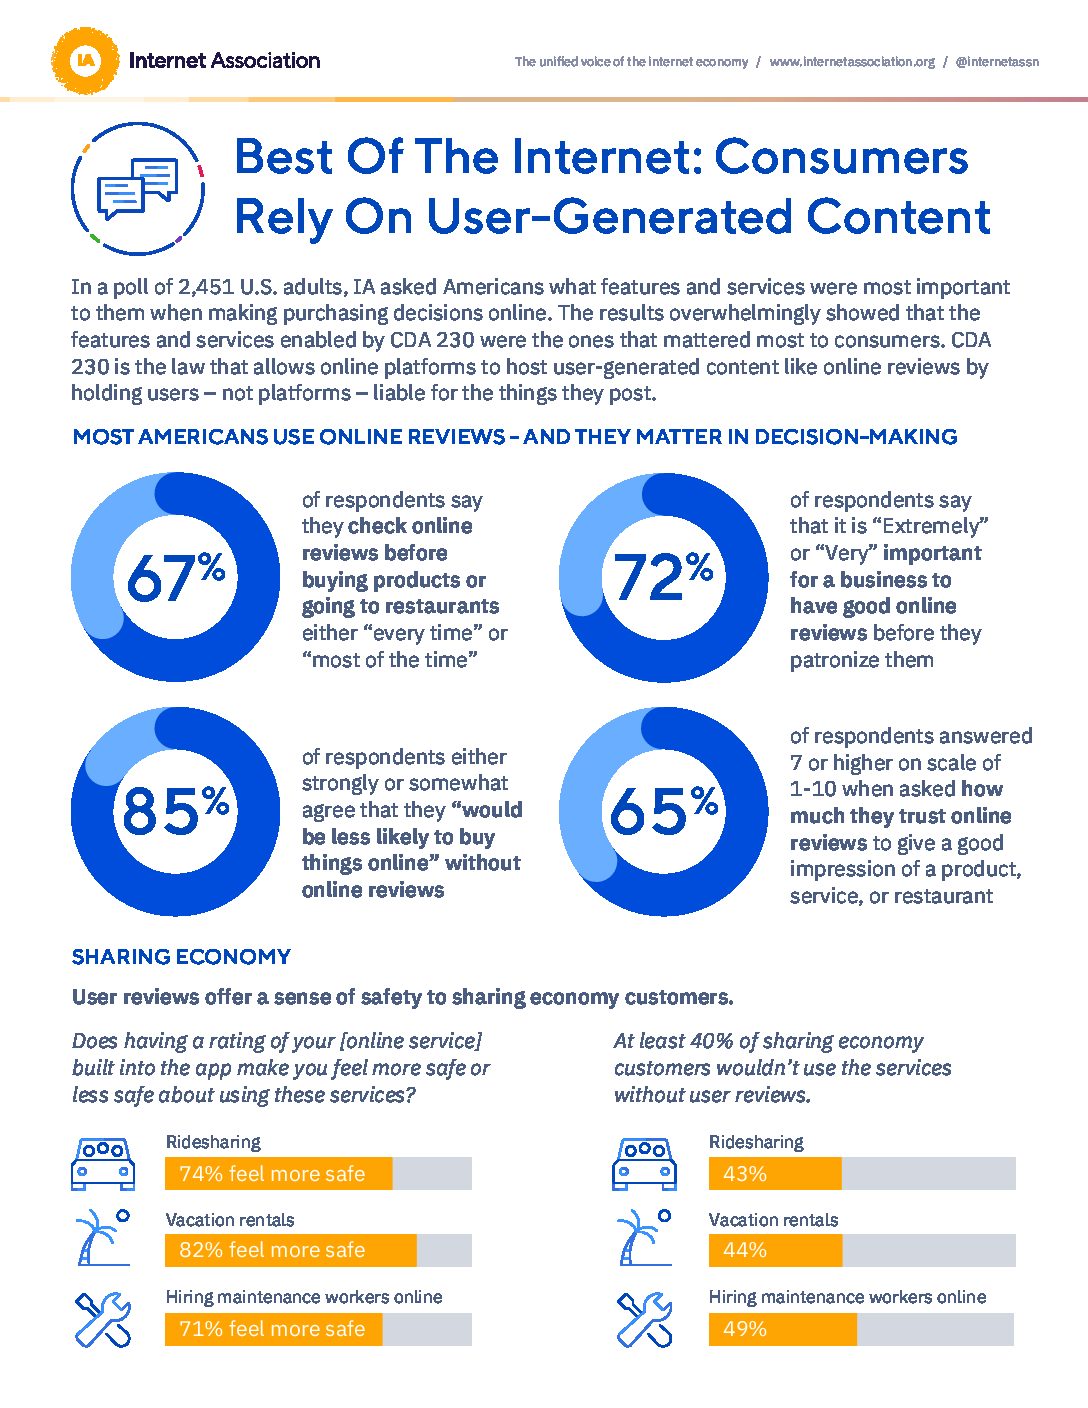 IA
Internet Association
The unified voice of the internet economy / www.internetassociation.org / @internetassn
Best Of The Internet: Consumers
Rely On User-Generated Content
In a poll of 2,451 U.S. adults, IA asked Americans what features and services were most important
to them when making purchasing decisions online. The results overwhelmingly showed that the
features and services enabled by CDA 230 were the ones that mattered most to consumers. CDA
230 is the law that allows online platforms to host user-generated content like online reviews by
holding users – not platforms – liable for the things they post.
MOST AMERICANS USE ONLINE REVIEWS – AND THEY MATTER IN DECISION-MAKING
67%
of respondents say
they check online
reviews before
buying products or
going to restaurants
either “every time” or
“most of the time”
72%
of respondents say
that it is “Extremely”
or “Very” important
for a business to
have good online
reviews before they
patronize them
85%
of respondents either
strongly or somewhat
agree that they “would
be less likely to buy
things online” without
online reviews
65%
of respondents answered
7 or higher on scale of
1-10 when asked how
much they trust online
reviews to give a good
impression of a product,
service, or restaurant
SHARING ECONOMY
User reviews offer a sense of safety to sharing economy customers.
Does having a rating of your [online service]
built into the app make you feel more safe or
less safe about using these services?
Ridesharing
74% feel more safe
Vacation rentals
82% feel more safe
Hiring maintenance workers online
71% feel more safe
At least 40% of sharing economy
customers wouldn’t use the services
without user reviews.
Ridesharing
43%
Vacation rentals
44%
Hiring maintenance workers online
49%